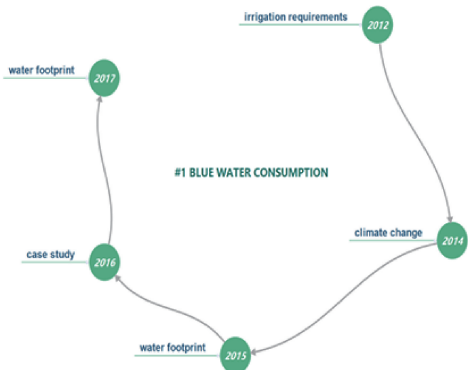 irrigation requirements
2012
water footprint
2017
#1 BLUE WATER CONSUMPTION
climate change
2014
case study
2016
water footprint
2015